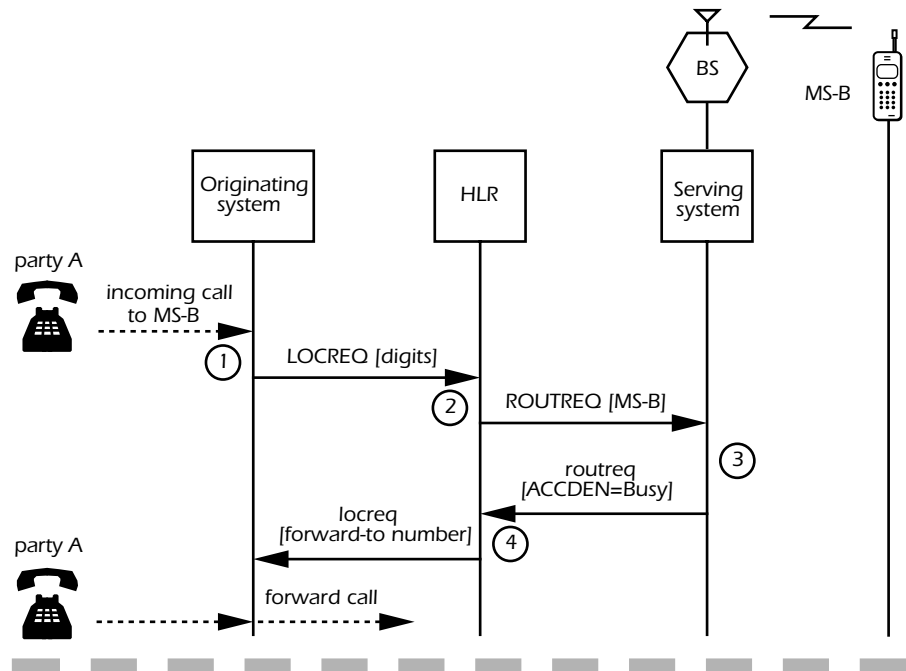 BS
MS-B
Originating
system
HLR
Serving
system
party A
incoming call
to MS-B
1
LOCREQ [digits]
2
ROUTREQ [MS-B]
3
routreq
[ACCDEN=Busy]
locreq
[forward-to number]
4
party A
forward call